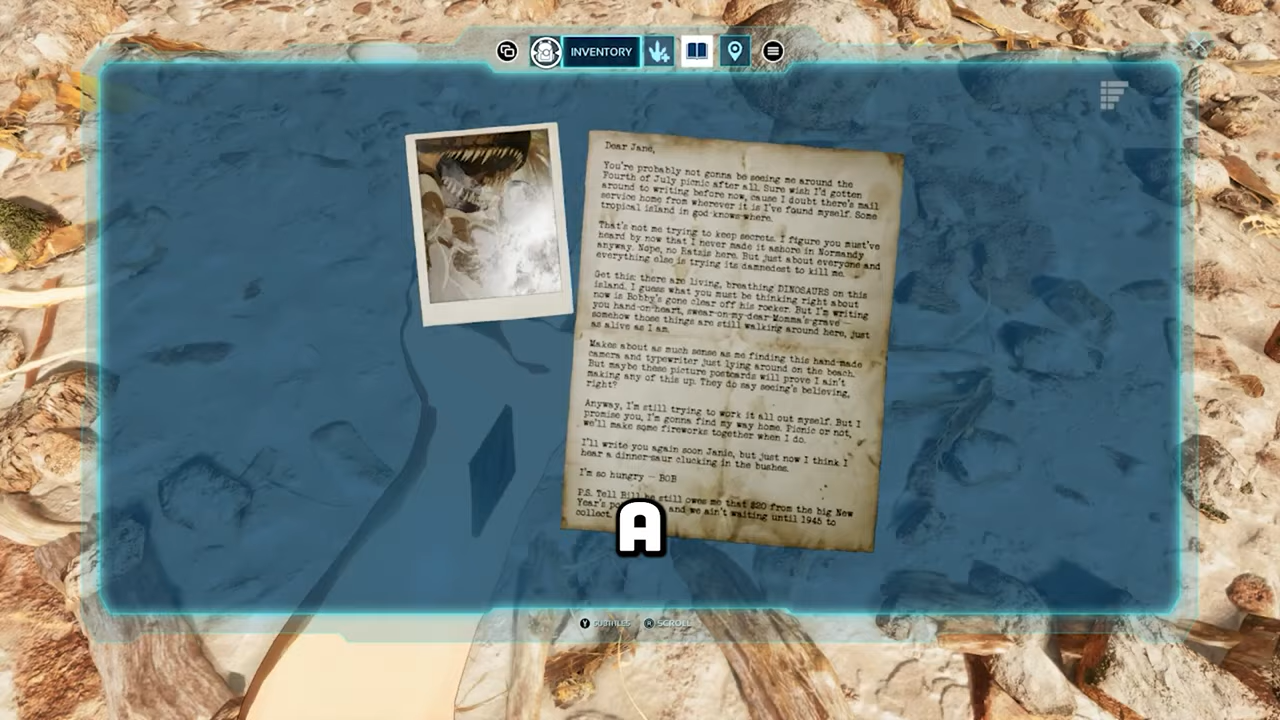 INVENTORY
Dear Jane,
You're probably not gonna be seeing me around the
Fourth of July picnic after all. Sure wish I'd gotten
around to writing before now, cause I doubt there's mail
service home from wherever it is I've found myself. Some
tropical island in god-knows-where.
That's not me trying to keep secrets. I figure you must've
heard by now that I never made it ashore in Normandy
anyway. Nope, no Ratzis here. But just about everyone and
everything else is trying its damnedest to kill me.
Get this: there are living, breathing DINOSAURS on this
island. I guess what you must be thinking right about
now is Bobby's gone clear off his rocker. But I'm writing
you hand-on-heart, swear-on-my-dear-Momma's-grave —
somehow those things are still walking around here, just
as alive as I am.
Makes about as much sense as me finding this hand-made
camera and typewriter just lying around on the beach.
But maybe these picture postcards will prove I ain't
making any of this up. They do say seeing's believing,
right?
Anyway, I'm still trying to work it all out myself. But I
promise you, I'm gonna find my way home. Picnic or not,
we'll make some fireworks together when I do.
I'll write you again soon Janie, but just now I think I
hear a dinner-saur clucking in the bushes.
I'm so hungry — BOB
P.S. Tell Bill he still owes me that $20 from the big New
Year's and we ain't waiting until 1945 to
collect.
A
Y SUBTITLES R SCROLL